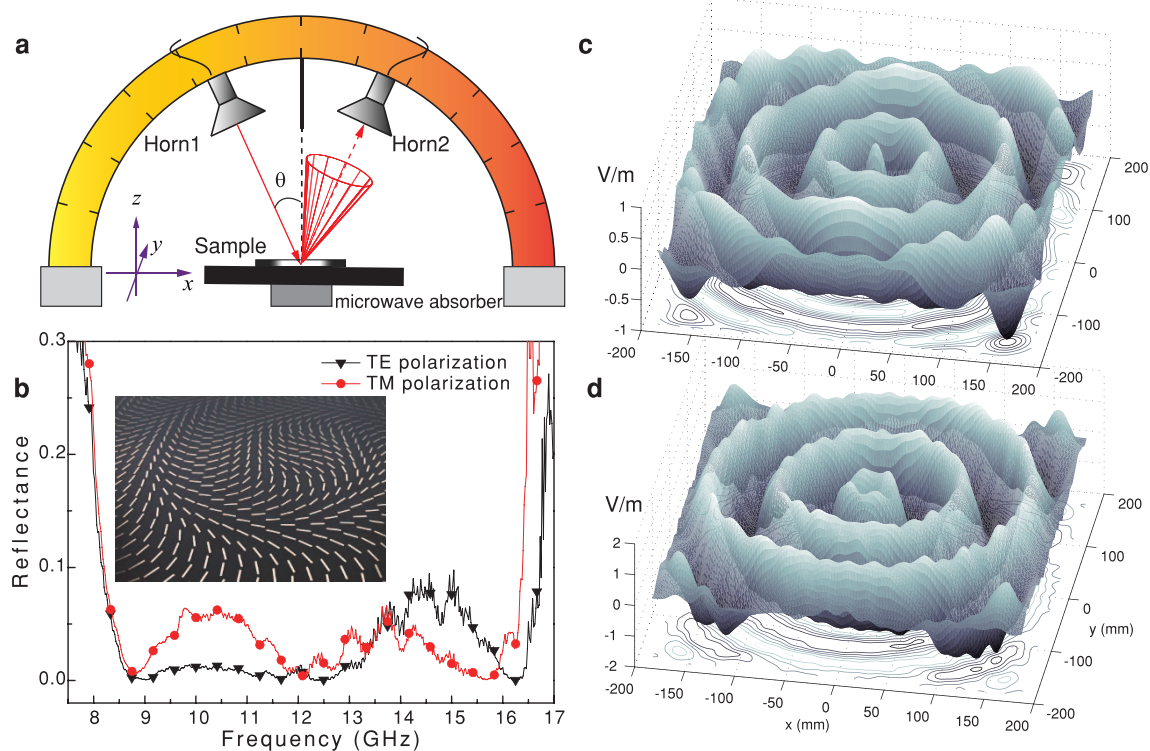 a
Horn1
Horn2
θ
z
y
x
Sample
microwave absorber
b
0.3
0.2
0.1
0.0
Reflectance
TE polarization
TM polarization
8 9 10 11 12 13 14 15 16 17
Frequency (GHz)
c
V/m
1
0.5
0
-0.5
-1
-200 -150 -100 -50 0 50 100 150 200
200
100
0
-100
-200
d
V/m
2
1
0
-1
-2
-200 -150 -100 -50 0 50 100 150 200
x (mm)
200
100
0
y (mm)
-100
-200